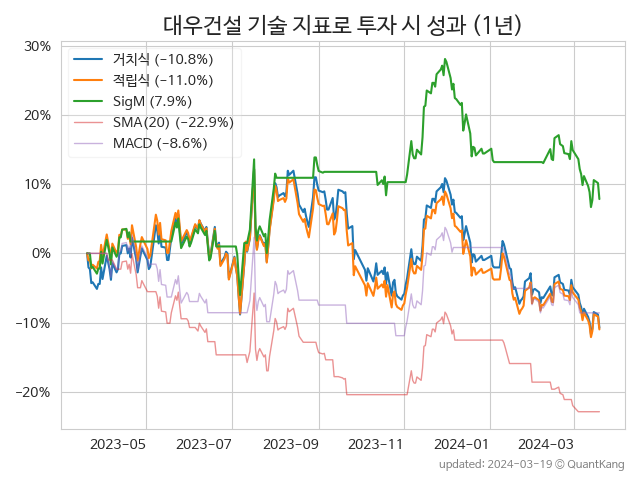 대우건설 기술 지표로 투자 시 성과 (1년)
30%
20%
10%
0%
−10%
−20%
거치식 (−10.8%)
적립식 (−11.0%)
SigM (7.9%)
SMA(20) (−22.9%)
MACD (−8.6%)
2023−05 2023−07 2023−09 2023−11 2024−01 2024−03
updated: 2024−03−19 © QuantKang